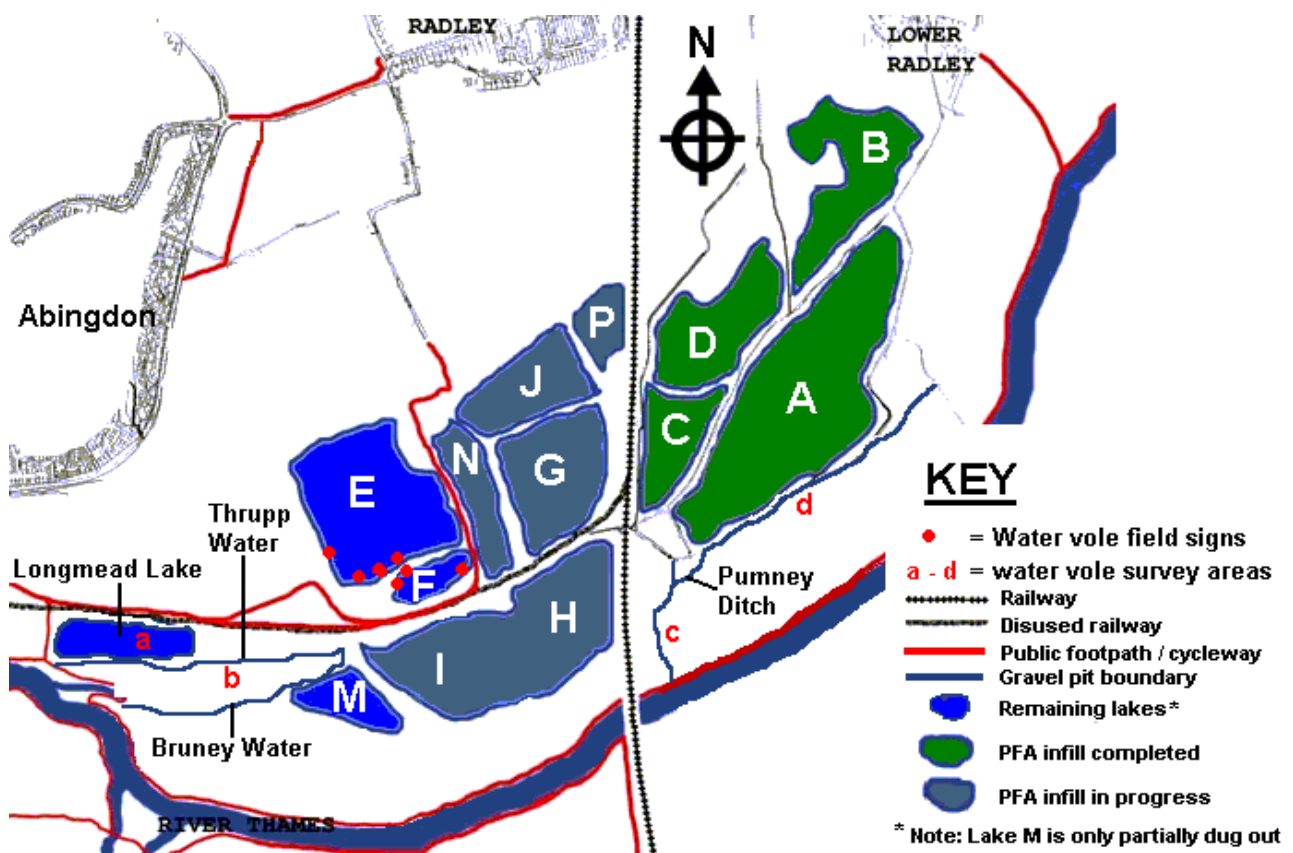 RADLEY
LOWER
RADLEY
N
B
P
D
J
A
Abingdon
C
N
G
E
KEY
Thrupp
Water
d
= Water vole field signs
Longmead Lake
F
Pumney
Ditch
a - d = water vole survey areas
Railway
H
Disused railway
a
c
Public footpath / cycleway
b
I
Gravel pit boundary
M
Remaining lakes*
Bruney Water
PFA infill completed
PFA infill in progress
RIVER THAMES
* Note: Lake M is only partially dug out